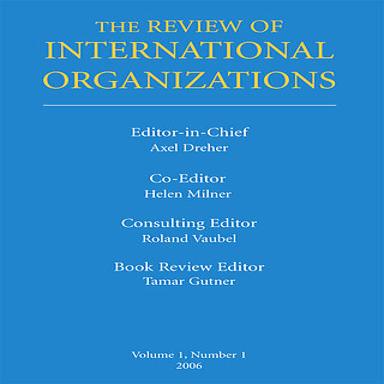 THE REVIEW OF
INTERNATIONAL
ORGANIZATIONS
Editor-in-Chief
Axel Dreher
Co-Editor
Helen Milner
Consulting Editor
Roland Vaubel
Book Review Editor
Tamar Gutner
Volume 1, Number 1
2006